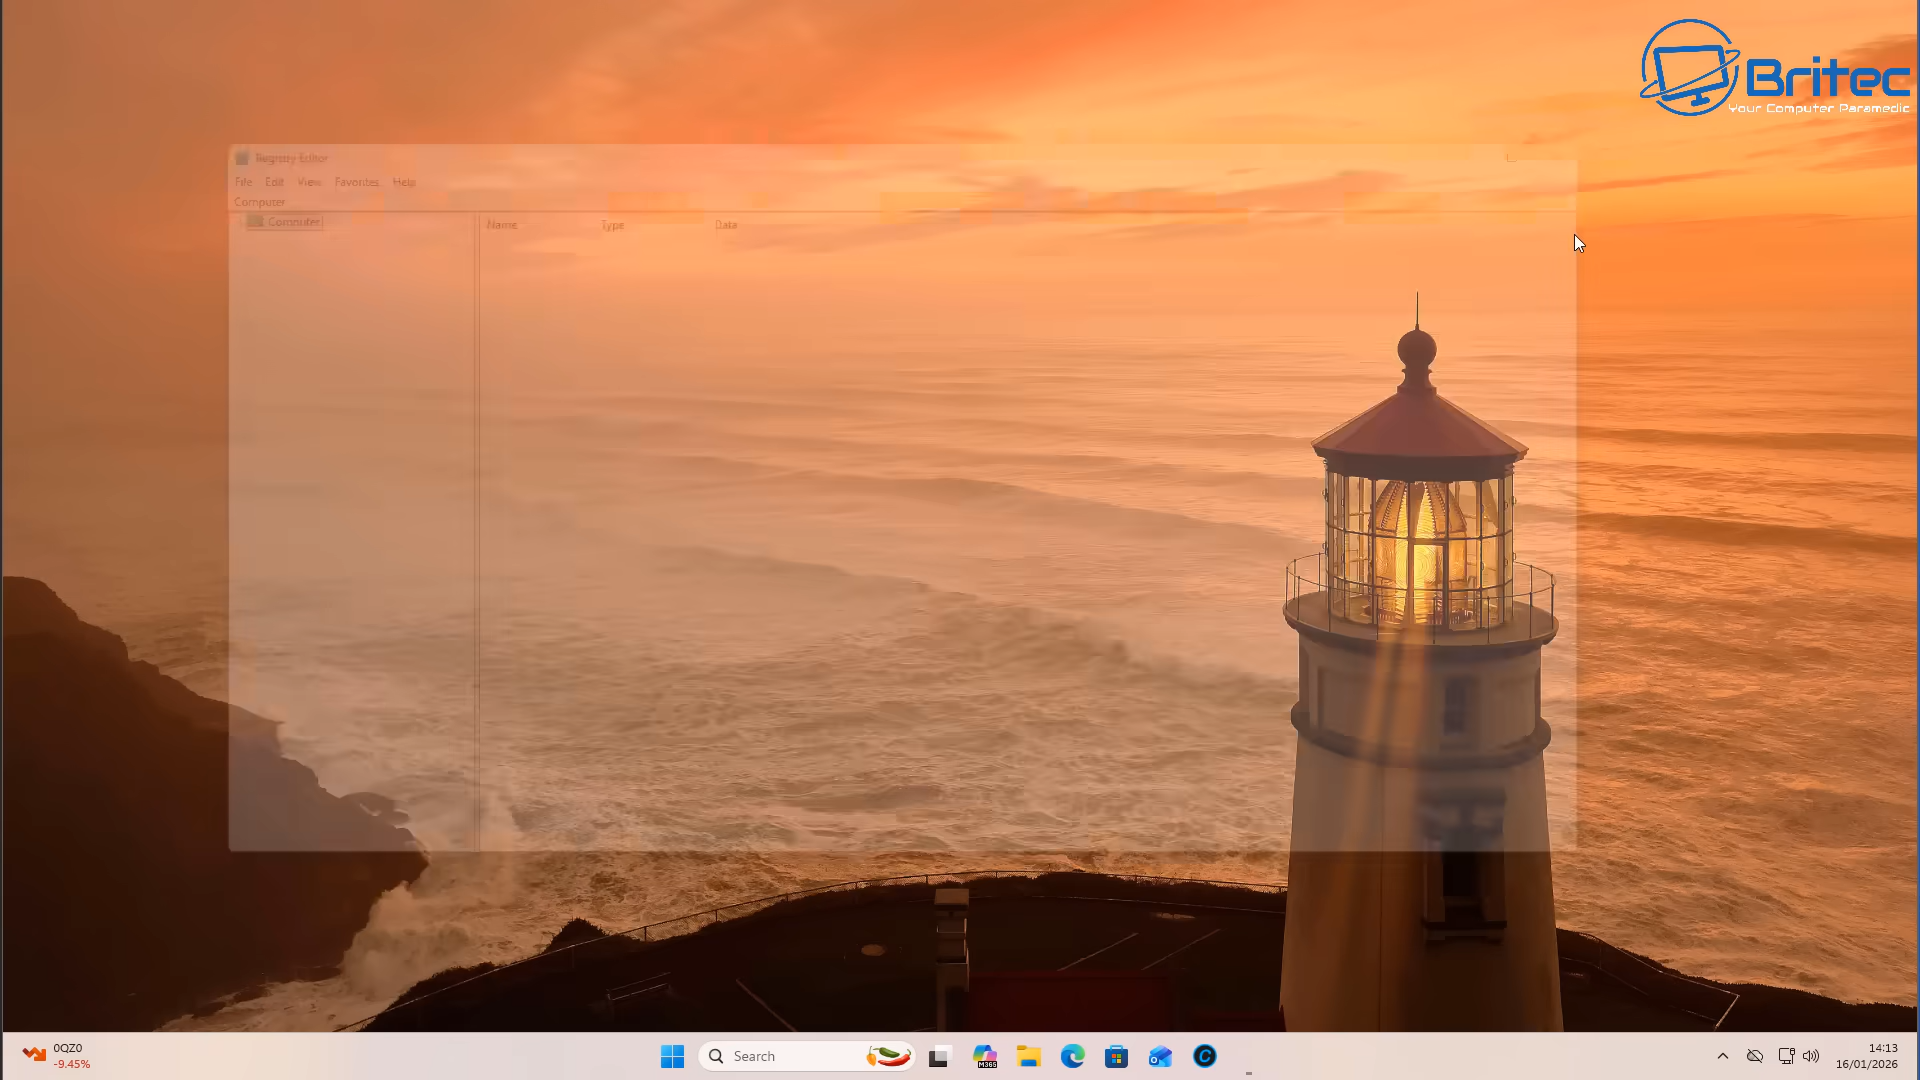 Britec
Your Computer Paramedic
Registry Editor
File Edit View Favorites Help
Computer
Computer
Name Type Data
0QZ0
-9.45%
Search
M365
14:13
16/01/2026